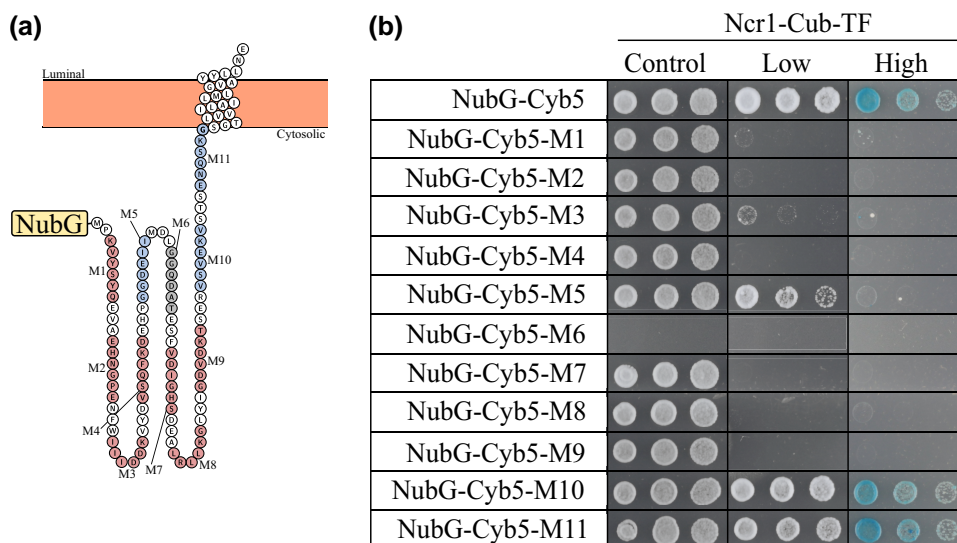 (a)
Luminal
Cytosolic
NubG
M P K V Y S Y Q E V A E H N G P E N F W I I I D D K V Y D V S Q F K D E H P G G D E I I M D L G G Q D A T E S F V D I G H S D E A L R L L K G L Y I G D V D K T S E R V S V E K V S T S E N Q S K G
M1
M2
M3
M4
M5
M6
M7
M8
M9
M10
M11
(b)
Ncr1-Cub-TF
Control Low High
NubG-Cyb5
NubG-Cyb5-M1
NubG-Cyb5-M2
NubG-Cyb5-M3
NubG-Cyb5-M4
NubG-Cyb5-M5
NubG-Cyb5-M6
NubG-Cyb5-M7
NubG-Cyb5-M8
NubG-Cyb5-M9
NubG-Cyb5-M10
NubG-Cyb5-M11